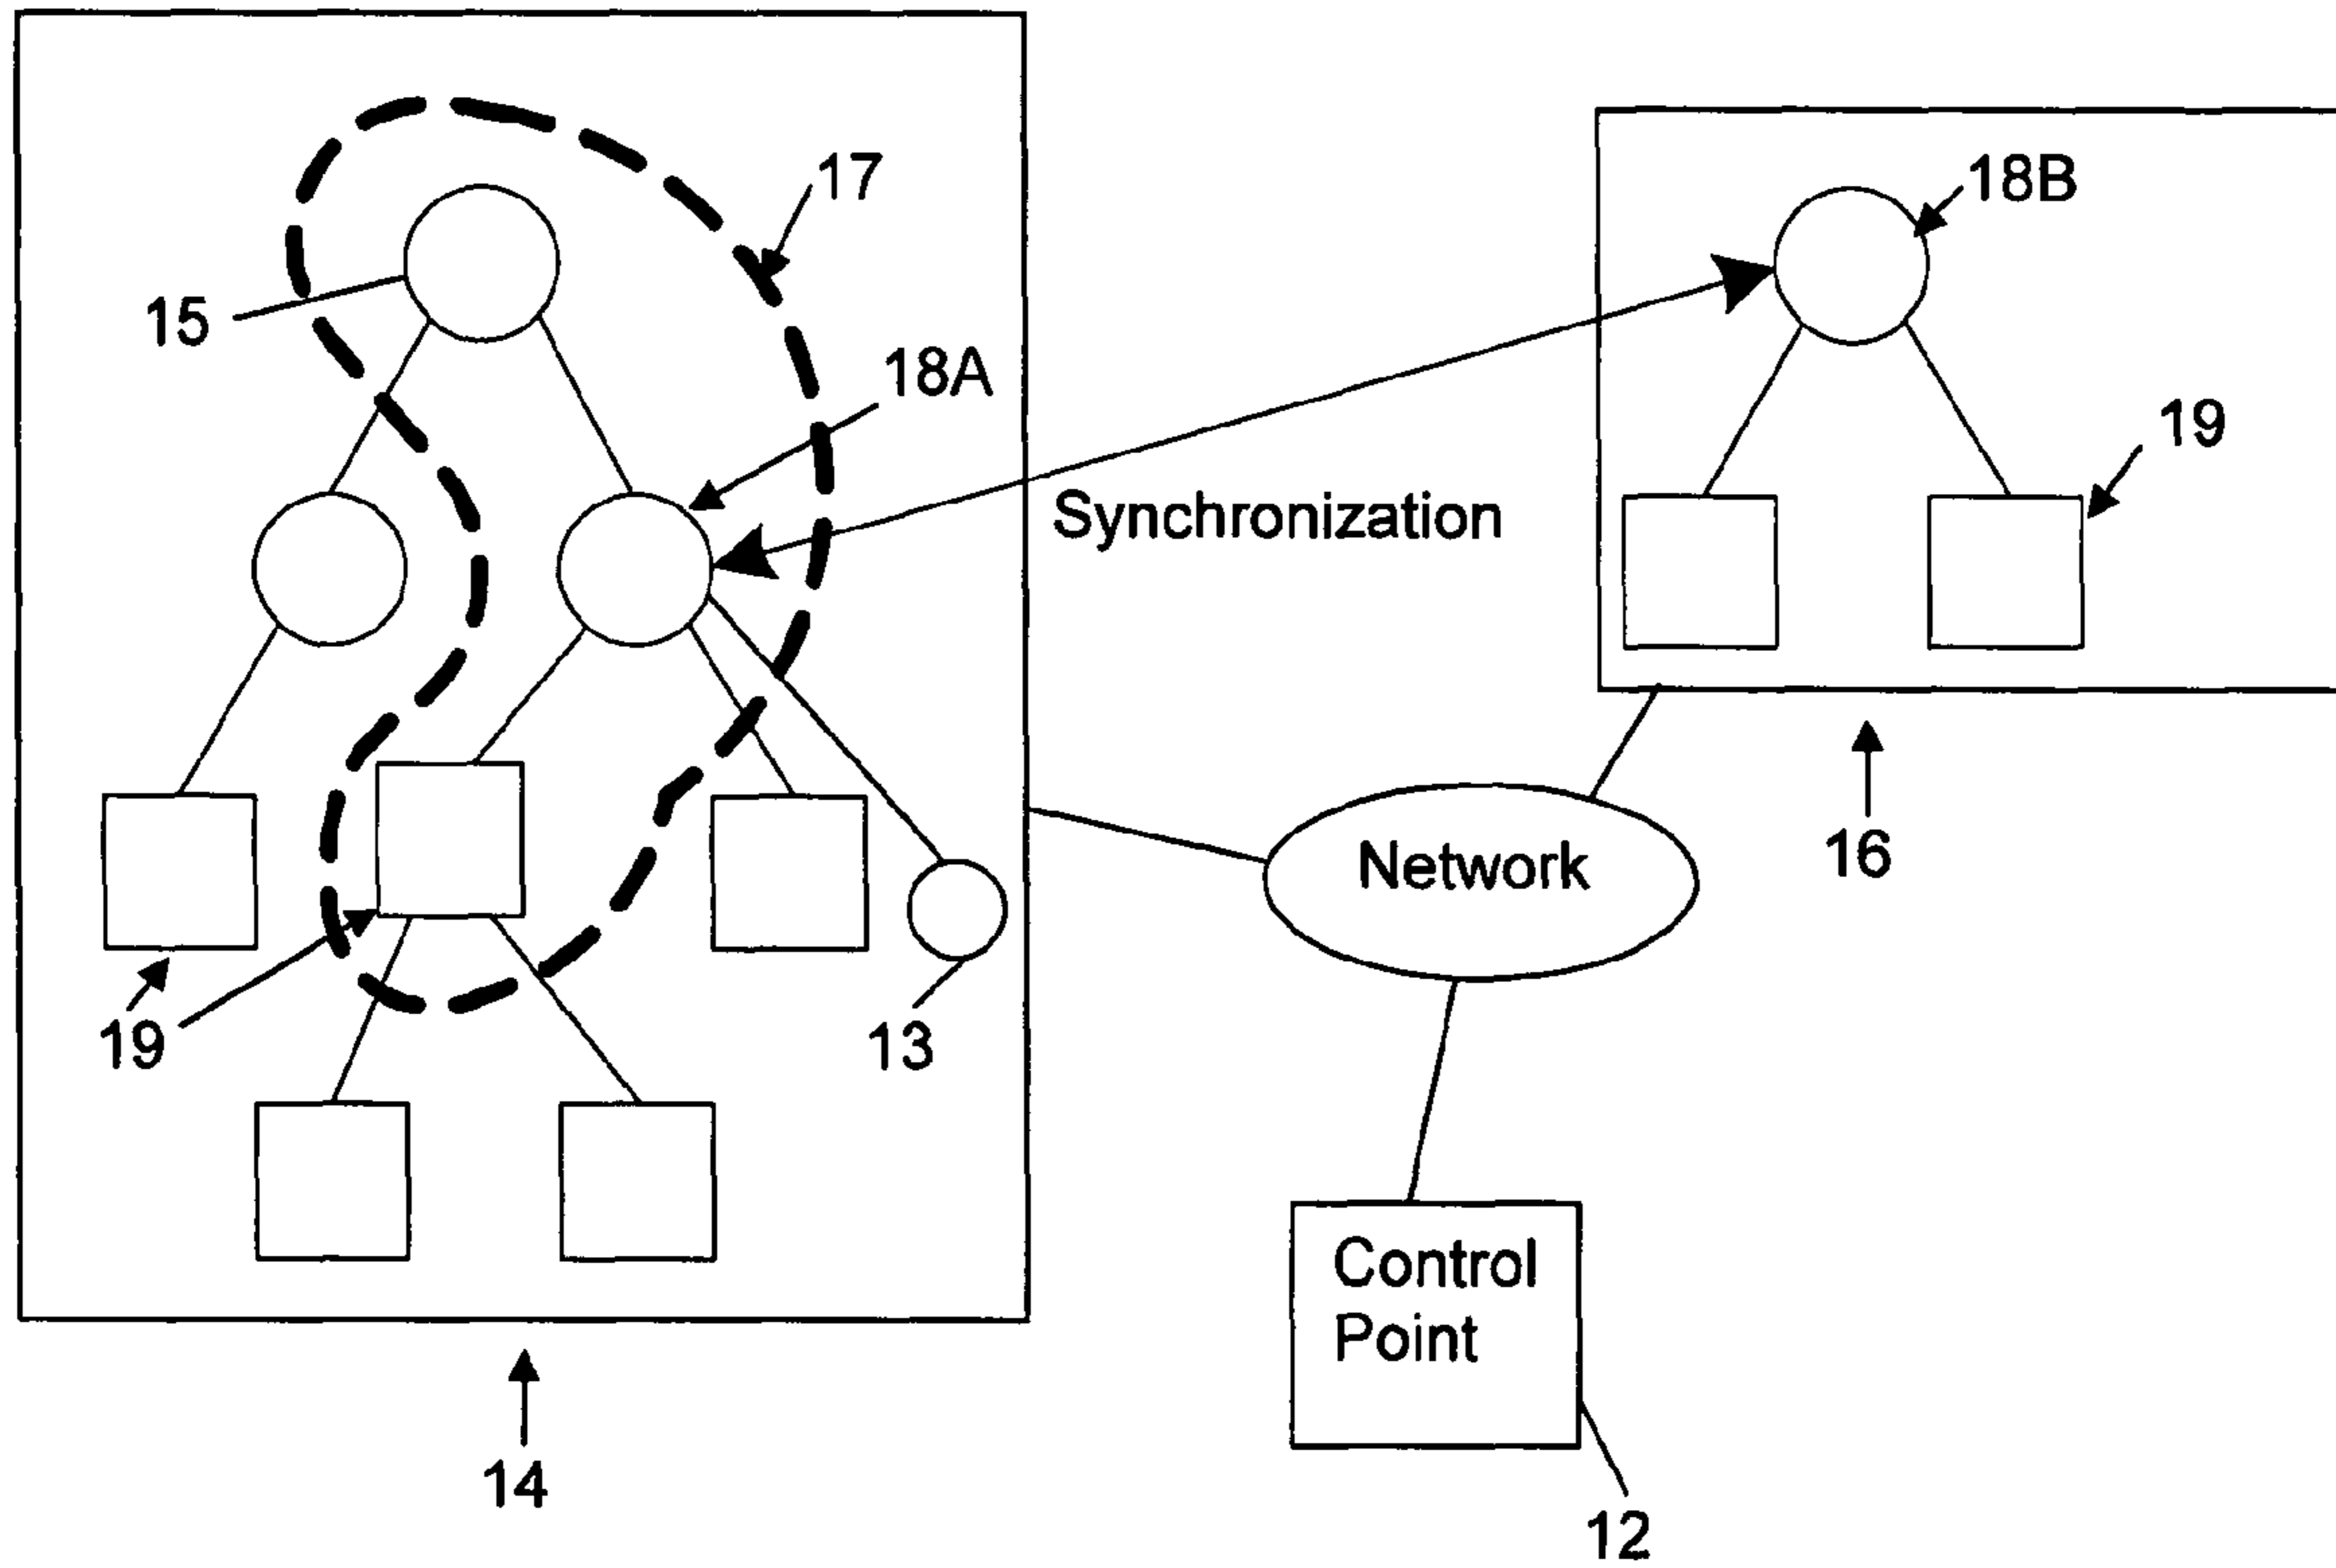 17
18B
15
18A
19
Synchronization
Network
16
19
13
Control
Point
14
12